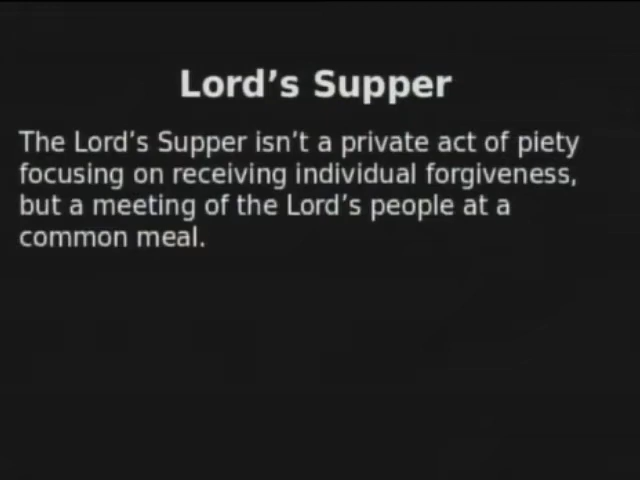 Lord’s Supper
The Lord’s Supper isn’t a private act of piety
focusing on receiving individual forgiveness,
but a meeting of the Lord’s people at a
common meal.